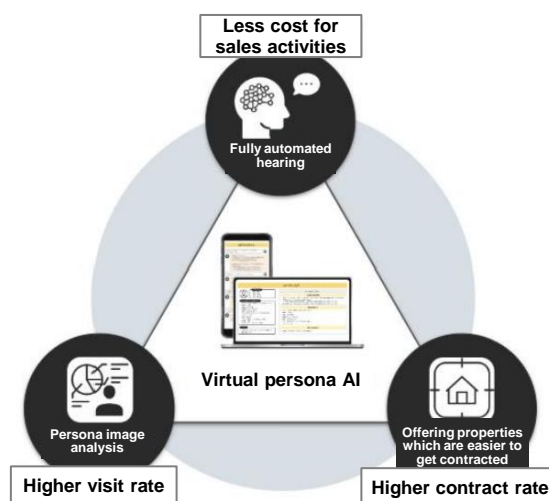 Less cost for
sales activities
Fully automated
hearing
Virtual persona AI
Persona image
analysis
Higher visit rate
Offering properties
which are easier to
get contracted
Higher contract rate